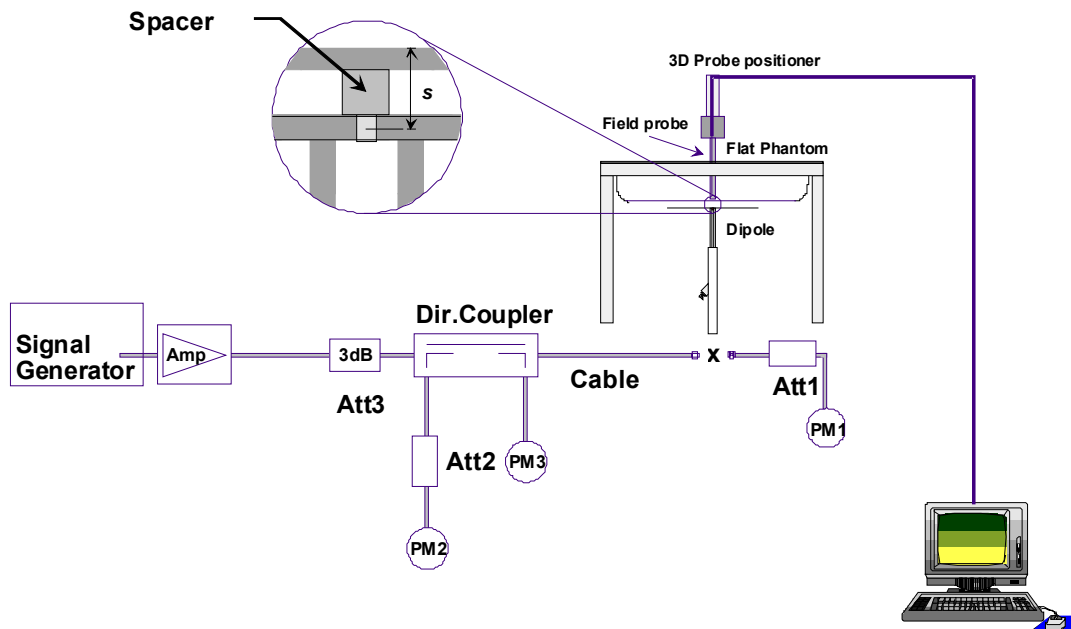 Spacer
s
3D Probe positioner
Field probe
Flat Phantom
Dipole
Dir.Coupler
Signal
Generator
Amp
3dB
Cable
x
Att1
Att3
PM1
Att2
PM3
PM2